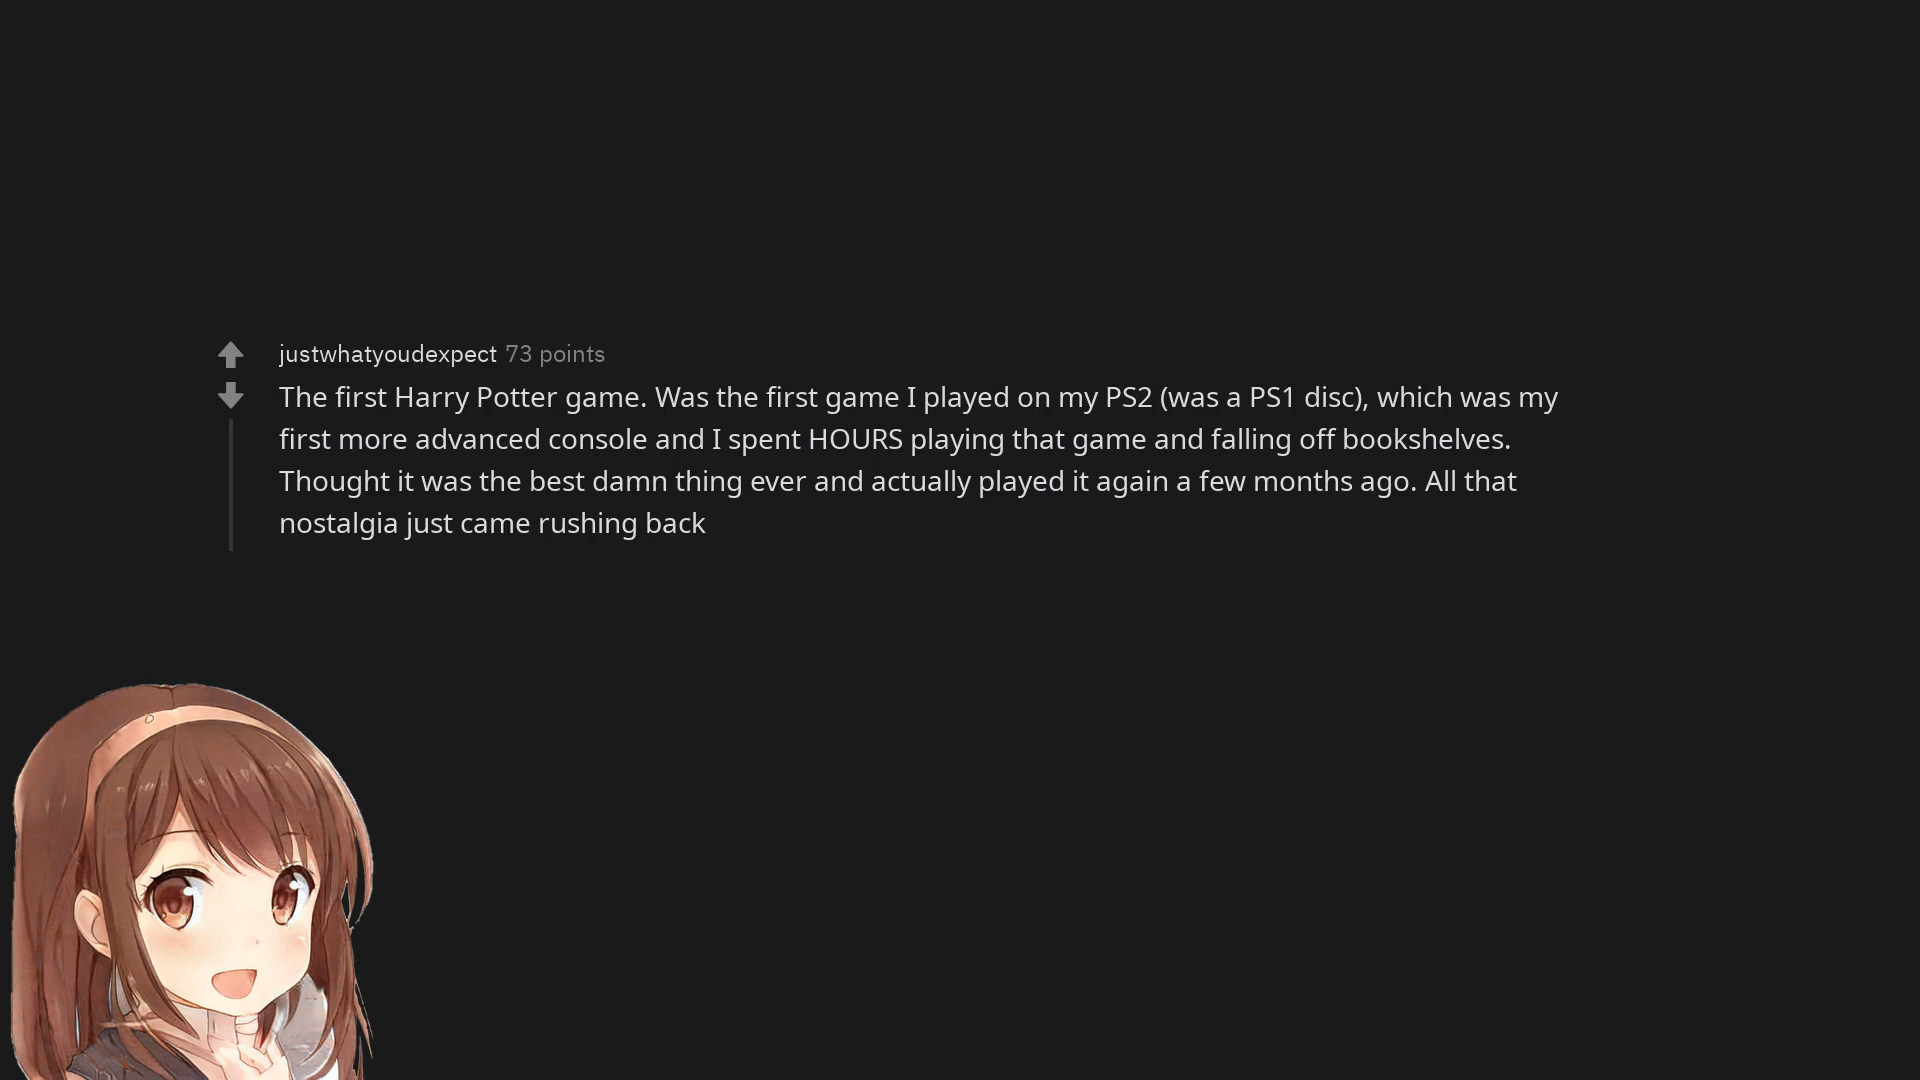 justwhatyoudexpect 73 points
The first Harry Potter game. Was the first game I played on my PS2 (was a PS1 disc), which was my
first more advanced console and I spent HOURS playing that game and falling off bookshelves.
Thought it was the best damn thing ever and actually played it again a few months ago. All that
nostalgia just came rushing back